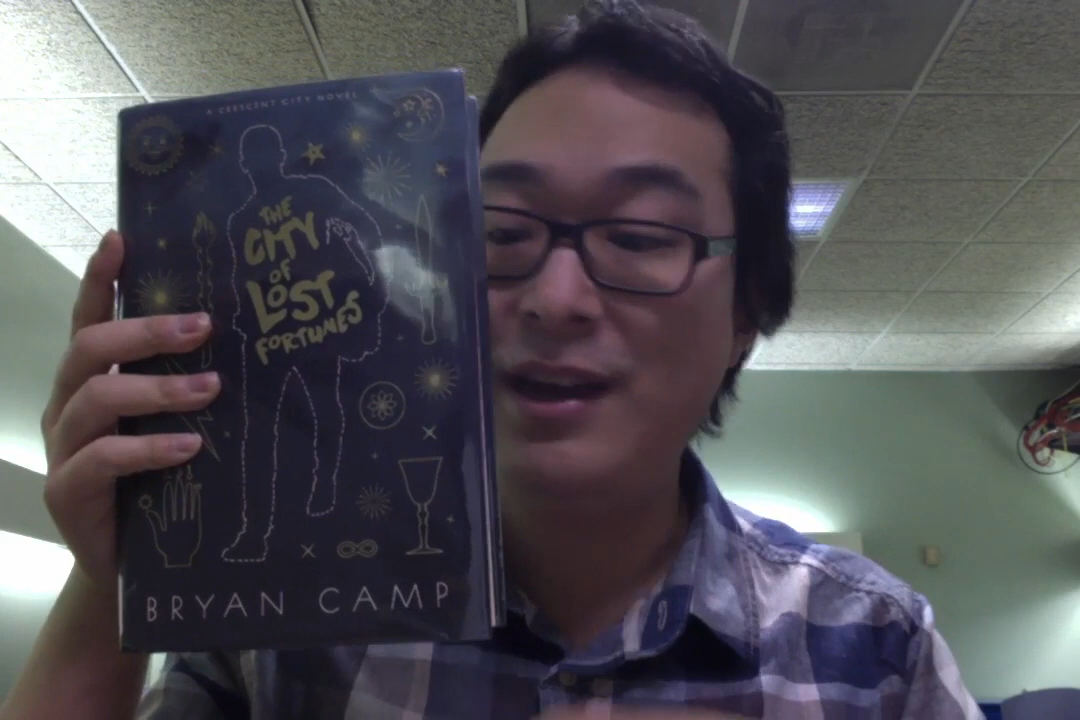 A CRESCENT CITY NOVEL
THE
CITY
OF
LOST
FORTUNES
BRYAN CAMP